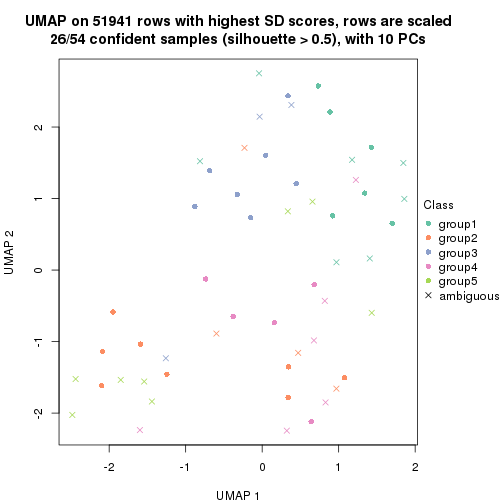 UMAP on 51941 rows with highest SD scores, rows are scaled
26/54 confident samples (silhouette > 0.5), with 10 PCs
UMAP 2
2
1
0
-1
-2
-2
-1
0
1
2
UMAP 1
Class
group1
group2
group3
group4
group5
ambiguous